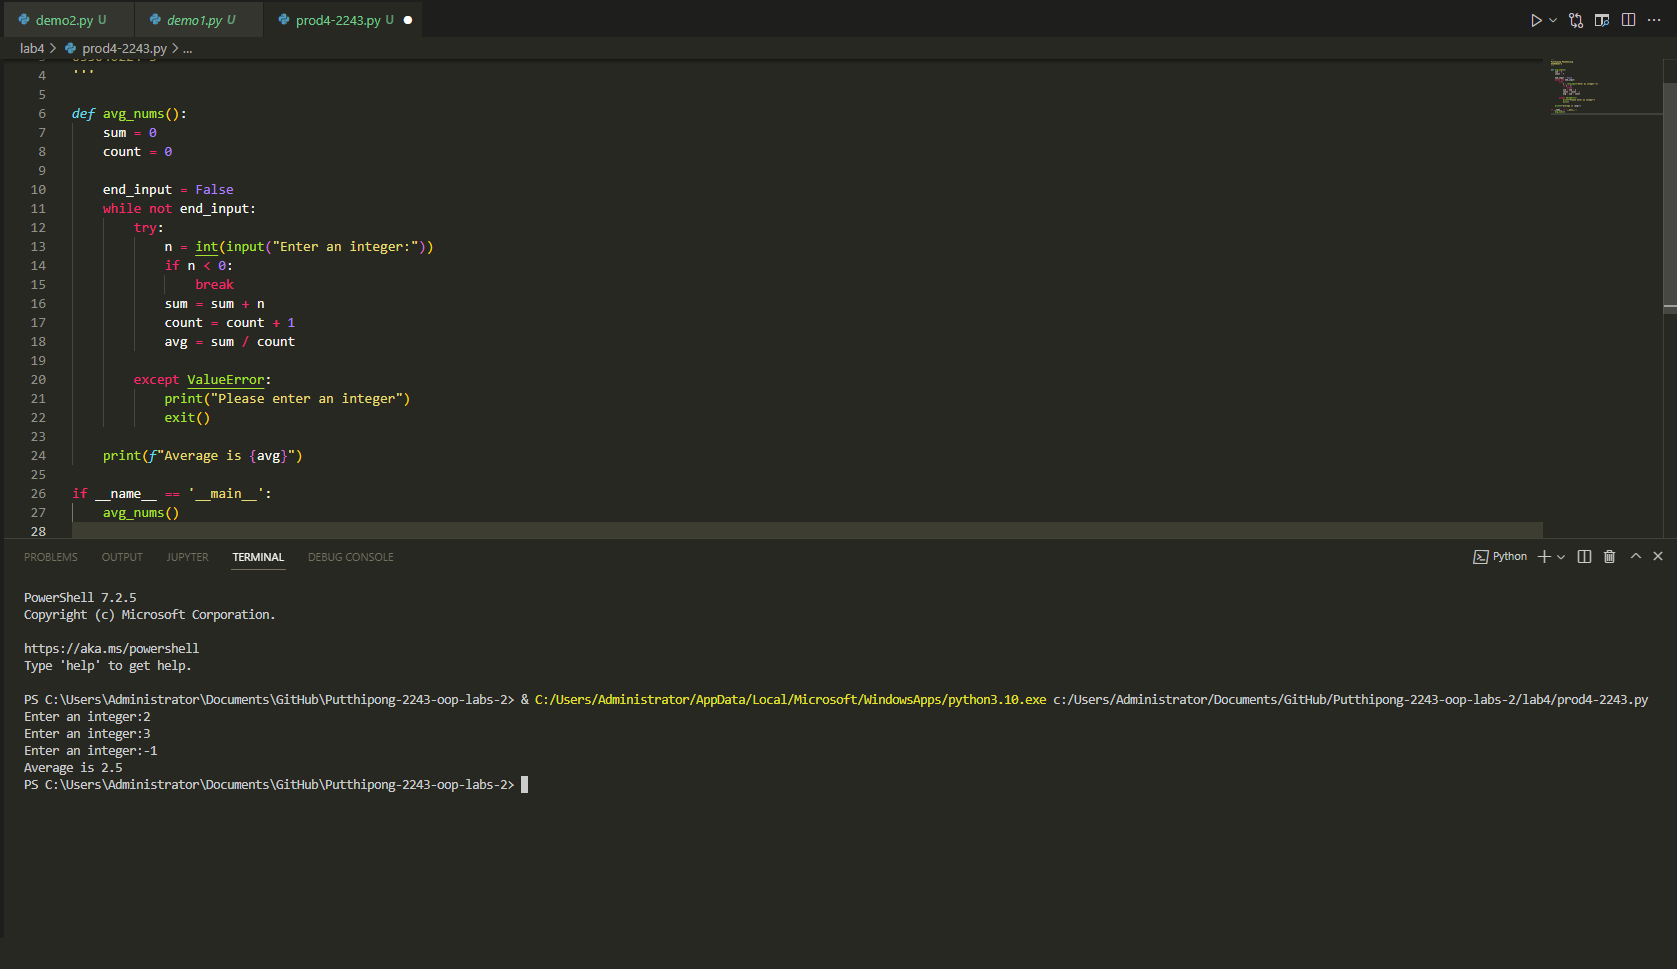 demo2.py U
demo1.py U
prod4-2243.py U
lab4 > prod4-2243.py > ...
4 '''
5
6 def avg_nums():
7 sum = 0
8 count = 0
9
10 end_input = False
11 while not end_input:
12 try:
13 n = int(input("Enter an integer:"))
14 if n < 0:
15 break
16 sum = sum + n
17 count = count + 1
18 avg = sum / count
19
20 except ValueError:
21 print("Please enter an integer")
22 exit()
23
24 print(f"Average is {avg}")
25
26 if __name__ == '__main__':
27 avg_nums()
28
PROBLEMS OUTPUT JUPYTER TERMINAL DEBUG CONSOLE
Python
PowerShell 7.2.5
Copyright (c) Microsoft Corporation.
https://aka.ms/powershell
Type 'help' to get help.
PS C:\Users\Administrator\Documents\GitHub\Putthipong-2243-oop-labs-2> & C:/Users/Administrator/AppData/Local/Microsoft/WindowsApps/python3.10.exe c:/Users/Administrator/Documents/GitHub/Putthipong-2243-oop-labs-2/lab4/prod4-2243.py
Enter an integer:2
Enter an integer:3
Enter an integer:-1
Average is 2.5
PS C:\Users\Administrator\Documents\GitHub\Putthipong-2243-oop-labs-2>